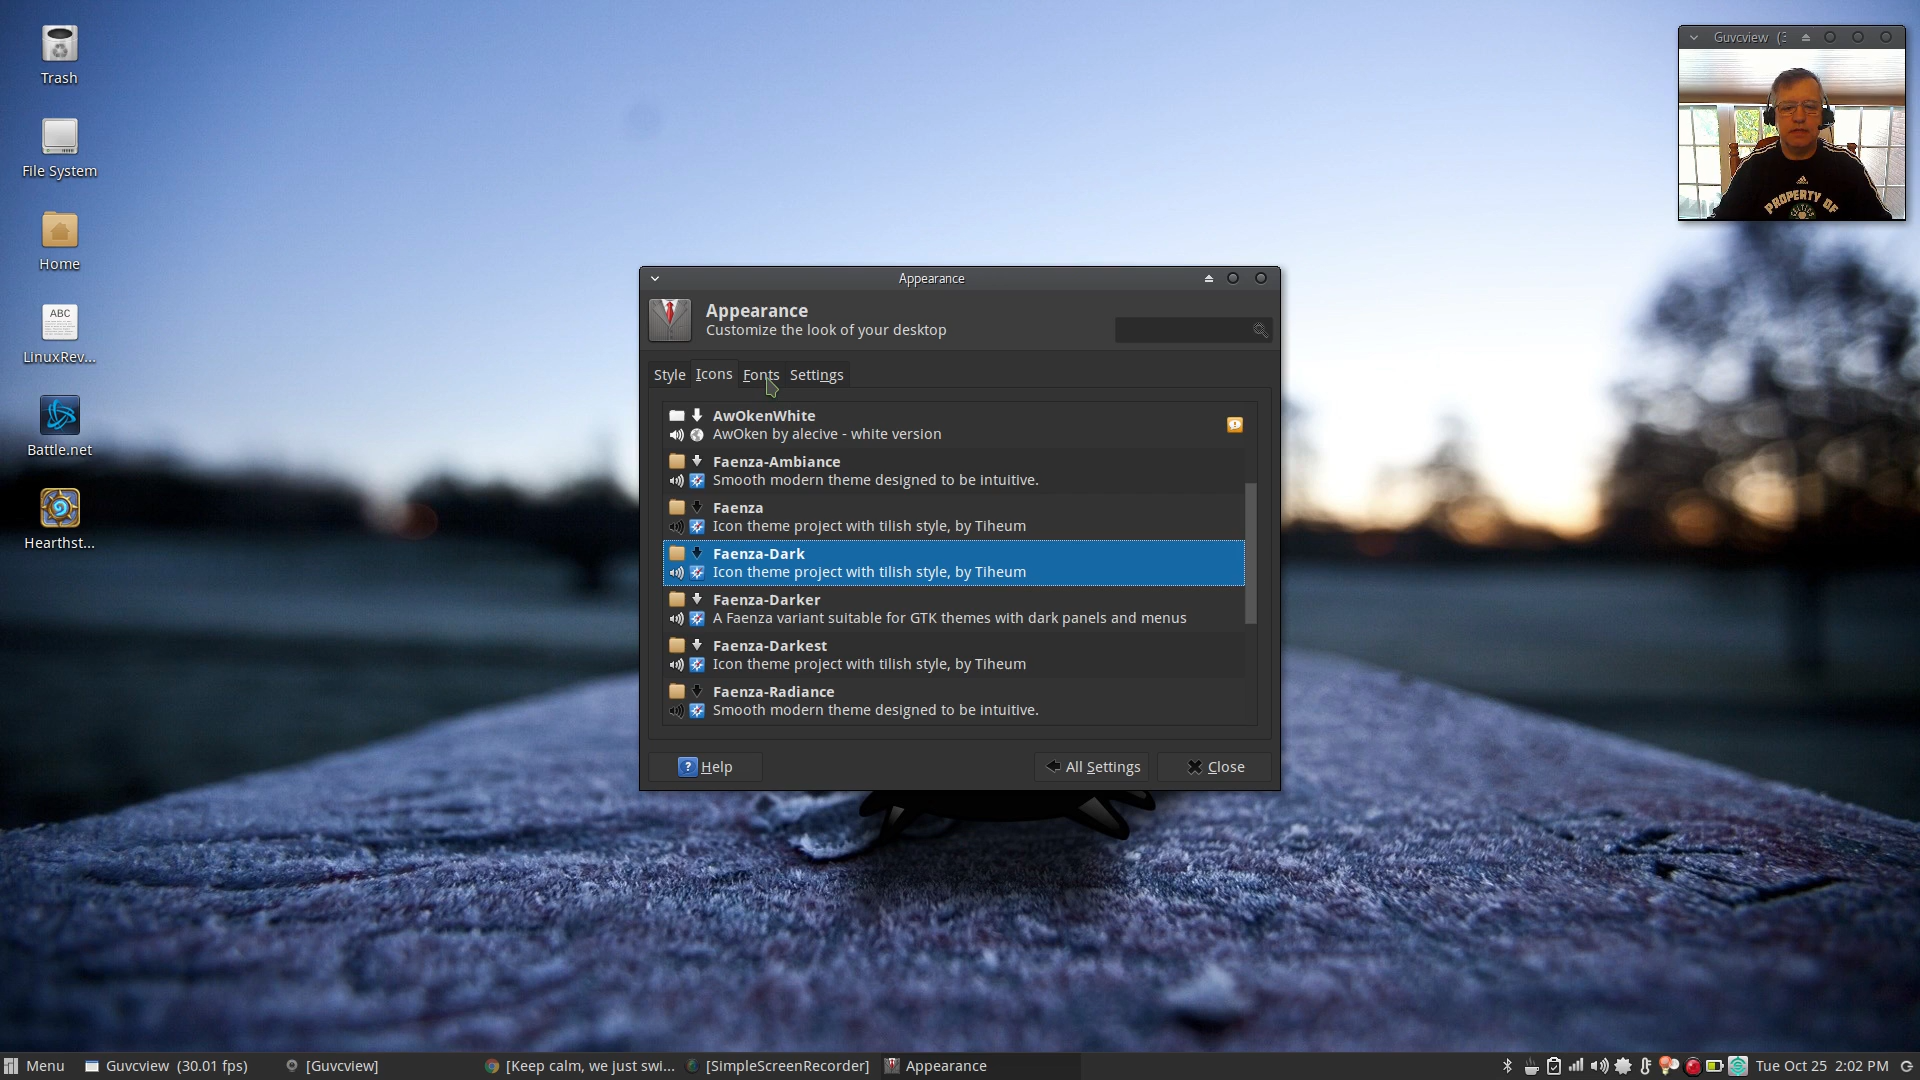 Trash
File System
Home
ABC
LinuxRev...
Battle.net
Hearthst...
Guvcview (3
PROPERTY OF
CELTICS
Appearance
Appearance
Customize the look of your desktop
Style Icons Fonts Settings
AwOkenWhite
AwOken by alecive - white version
Faenza-Ambiance
Smooth modern theme designed to be intuitive.
Faenza
Icon theme project with tilish style, by Tiheum
Faenza-Dark
Icon theme project with tilish style, by Tiheum
Faenza-Darker
A Faenza variant suitable for GTK themes with dark panels and menus
Faenza-Darkest
Icon theme project with tilish style, by Tiheum
Faenza-Radiance
Smooth modern theme designed to be intuitive.
? Help All Settings Close
Menu Guvcview (30.01 fps) [Guvcview] [Keep calm, we just swi... [SimpleScreenRecorder] Appearance Tue Oct 25 2:02 PM